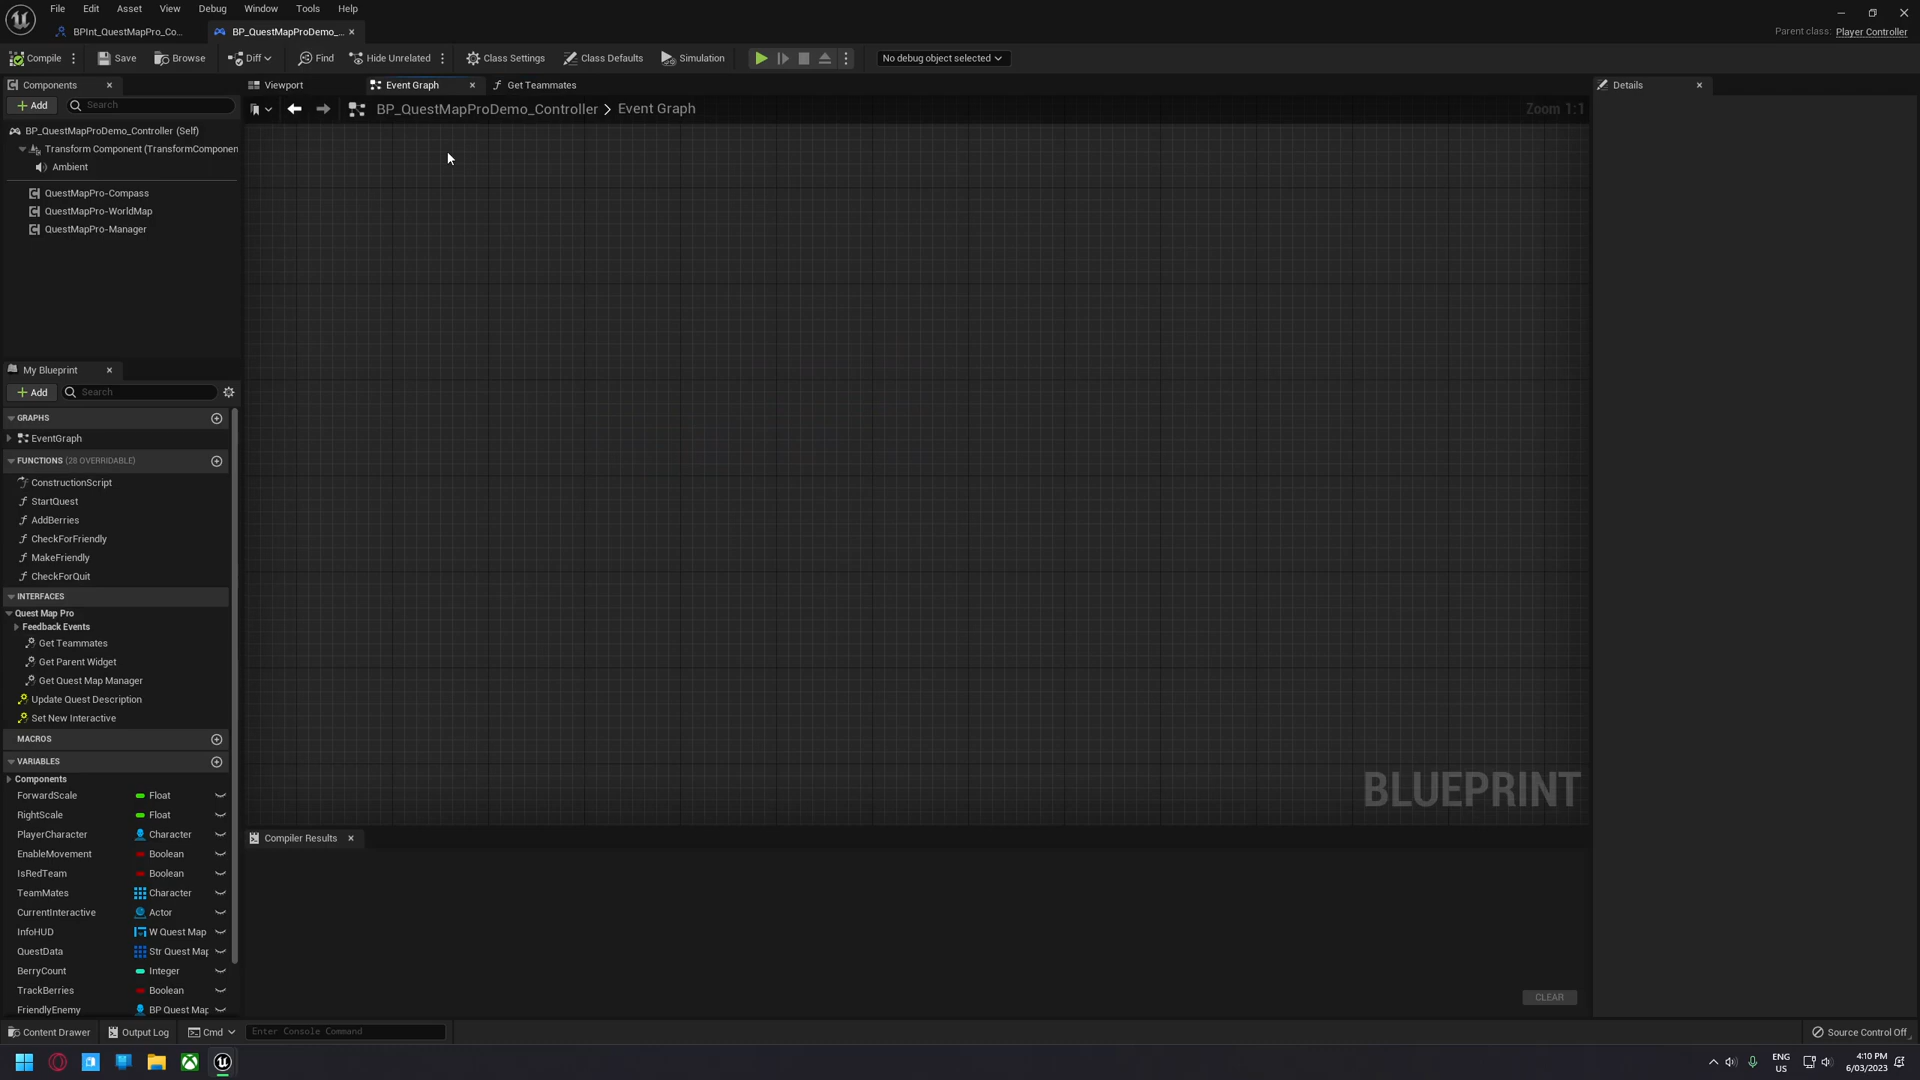 File Edit Asset View Debug Window Tools Help
BPInt_QuestMapPro_Co... BP_QuestMapProDemo_...
Parent class: Player Controller
Compile Save Browse Diff Find Hide Unrelated Class Settings Class Defaults Simulation No debug object selected
Components Viewport Event Graph Get Teammates Details
Add Search BP_QuestMapProDemo_Controller > Event Graph Zoom 1:1
BP_QuestMapProDemo_Controller (Self)
Transform Component (TransformComponen
Ambient
QuestMapPro-Compass
QuestMapPro-WorldMap
QuestMapPro-Manager
My Blueprint
Add Search
GRAPHS
EventGraph
FUNCTIONS (28 OVERRIDABLE)
ConstructionScript
StartQuest
AddBerries
CheckForFriendly
MakeFriendly
CheckForQuit
INTERFACES
Quest Map Pro
Feedback Events
Get Teammates
Get Parent Widget
Get Quest Map Manager
Update Quest Description
Set New Interactive
MACROS
VARIABLES
Components
ForwardScale Float
RightScale Float
PlayerCharacter Character
EnableMovement Boolean
IsRedTeam Boolean
TeamMates Character
CurrentInteractive Actor
InfoHUD W Quest Map
QuestData Str Quest Map
BerryCount Integer
TrackBerries Boolean
FriendlyEnemy BP Quest Map
BLUEPRINT
Compiler Results
CLEAR
Content Drawer Output Log Cmd Enter Console Command Source Control Off
ENG
US
4:10 PM
6/03/2023